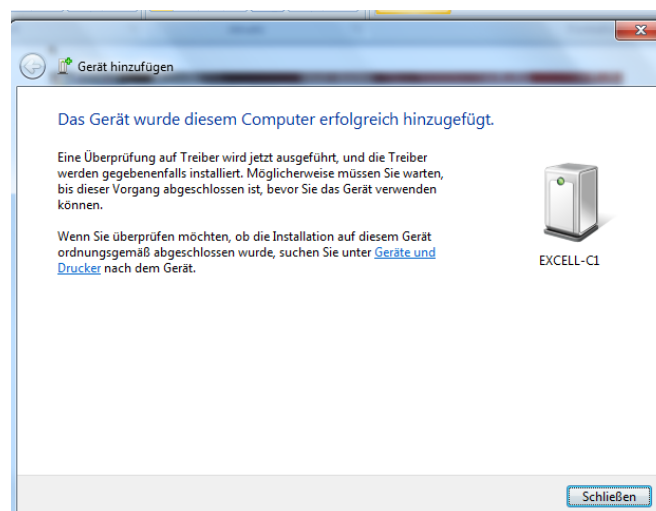 Gerät hinzufügen
Das Gerät wurde diesem Computer erfolgreich hinzugefügt.
Eine Überprüfung auf Treiber wird jetzt ausgeführt, und die Treiber
werden gegebenenfalls installiert. Möglicherweise müssen Sie warten,
bis dieser Vorgang abgeschlossen ist, bevor Sie das Gerät verwenden
können.
Wenn Sie überprüfen möchten, ob die Installation auf diesem Gerät
ordnungsgemäß abgeschlossen wurde, suchen Sie unter Geräte und
Drucker nach dem Gerät.
EXCELL-C1
Schließen